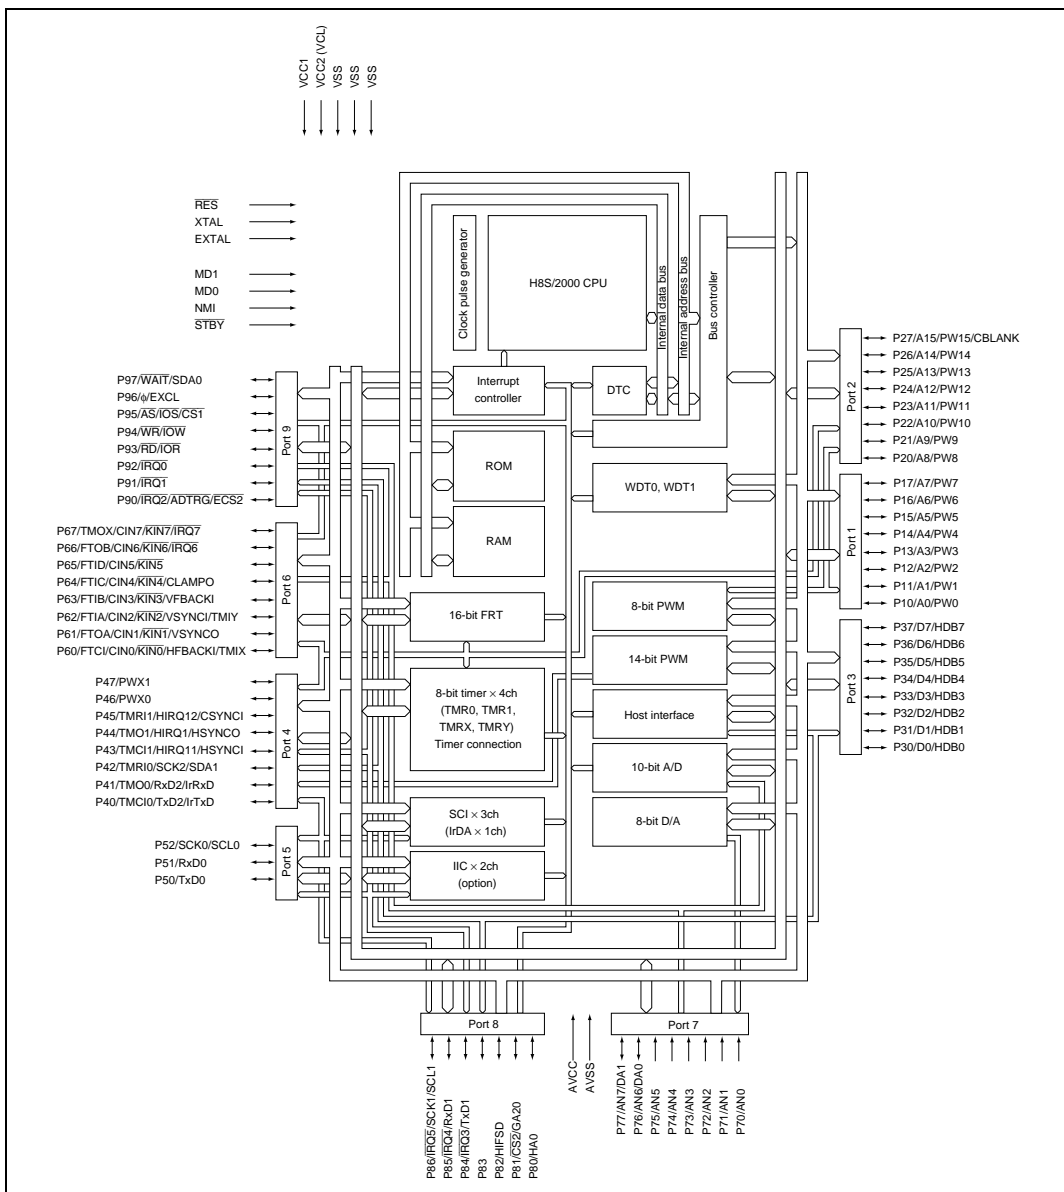 VCC1
VCC2 (VCL)
VSS
VSS
VSS
RES
XTAL
EXTAL
MD1
MD0
NMI
STBY
Clock pulse generator
H8S/2000 CPU
Internal data bus
Internal address bus
Bus controller
Interrupt
controller
DTC
ROM
RAM
WDT0, WDT1
16-bit FRT
8-bit PWM
14-bit PWM
8-bit timer × 4ch
(TMR0, TMR1,
TMRX, TMRY)
Timer connection
Host interface
10-bit A/D
8-bit D/A
SCI × 3ch
(IrDA × 1ch)
IIC × 2ch
(option)
Port 9
P97/WAIT/SDA0
P96/φ/EXCL
P95/AS/IOS/CS1
P94/WR/IOW
P93/RD/IOR
P92/IRQ0
P91/IRQ1
P90/IRQ2/ADTRG/ECS2
Port 6
P67/TMOX/CIN7/KIN7/IRQ7
P66/FTOB/CIN6/KIN6/IRQ6
P65/FTID/CIN5/KIN5
P64/FTIC/CIN4/KIN4/CLAMPO
P63/FTIB/CIN3/KIN3/VFBACKI
P62/FTIA/CIN2/KIN2/VSYNCI/TMIY
P61/FTOA/CIN1/KIN1/VSYNCO
P60/FTCI/CIN0/KIN0/HFBACKI/TMIX
Port 4
P47/PWX1
P46/PWX0
P45/TMRI1/HIRQ12/CSYNCI
P44/TMO1/HIRQ1/HSYNCO
P43/TMCI1/HIRQ11/HSYNCI
P42/TMRI0/SCK2/SDA1
P41/TMO0/RxD2/IrRxD
P40/TMCI0/TxD2/IrTxD
Port 5
P52/SCK0/SCL0
P51/RxD0
P50/TxD0
Port 2
P27/A15/PW15/CBLANK
P26/A14/PW14
P25/A13/PW13
P24/A12/PW12
P23/A11/PW11
P22/A10/PW10
P21/A9/PW9
P20/A8/PW8
Port 1
P17/A7/PW7
P16/A6/PW6
P15/A5/PW5
P14/A4/PW4
P13/A3/PW3
P12/A2/PW2
P11/A1/PW1
P10/A0/PW0
Port 3
P37/D7/HDB7
P36/D6/HDB6
P35/D5/HDB5
P34/D4/HDB4
P33/D3/HDB3
P32/D2/HDB2
P31/D1/HDB1
P30/D0/HDB0
Port 8
P86/IRQ5/SCK1/SCL1
P85/IRQ4/RxD1
P84/IRQ3/TxD1
P83
P82/HIFSD
P81/CS2/GA20
P80/HA0
AVCC
AVSS
Port 7
P77/AN7/DA1
P76/AN6/DA0
P75/AN5
P74/AN4
P73/AN3
P72/AN2
P71/AN1
P70/AN0